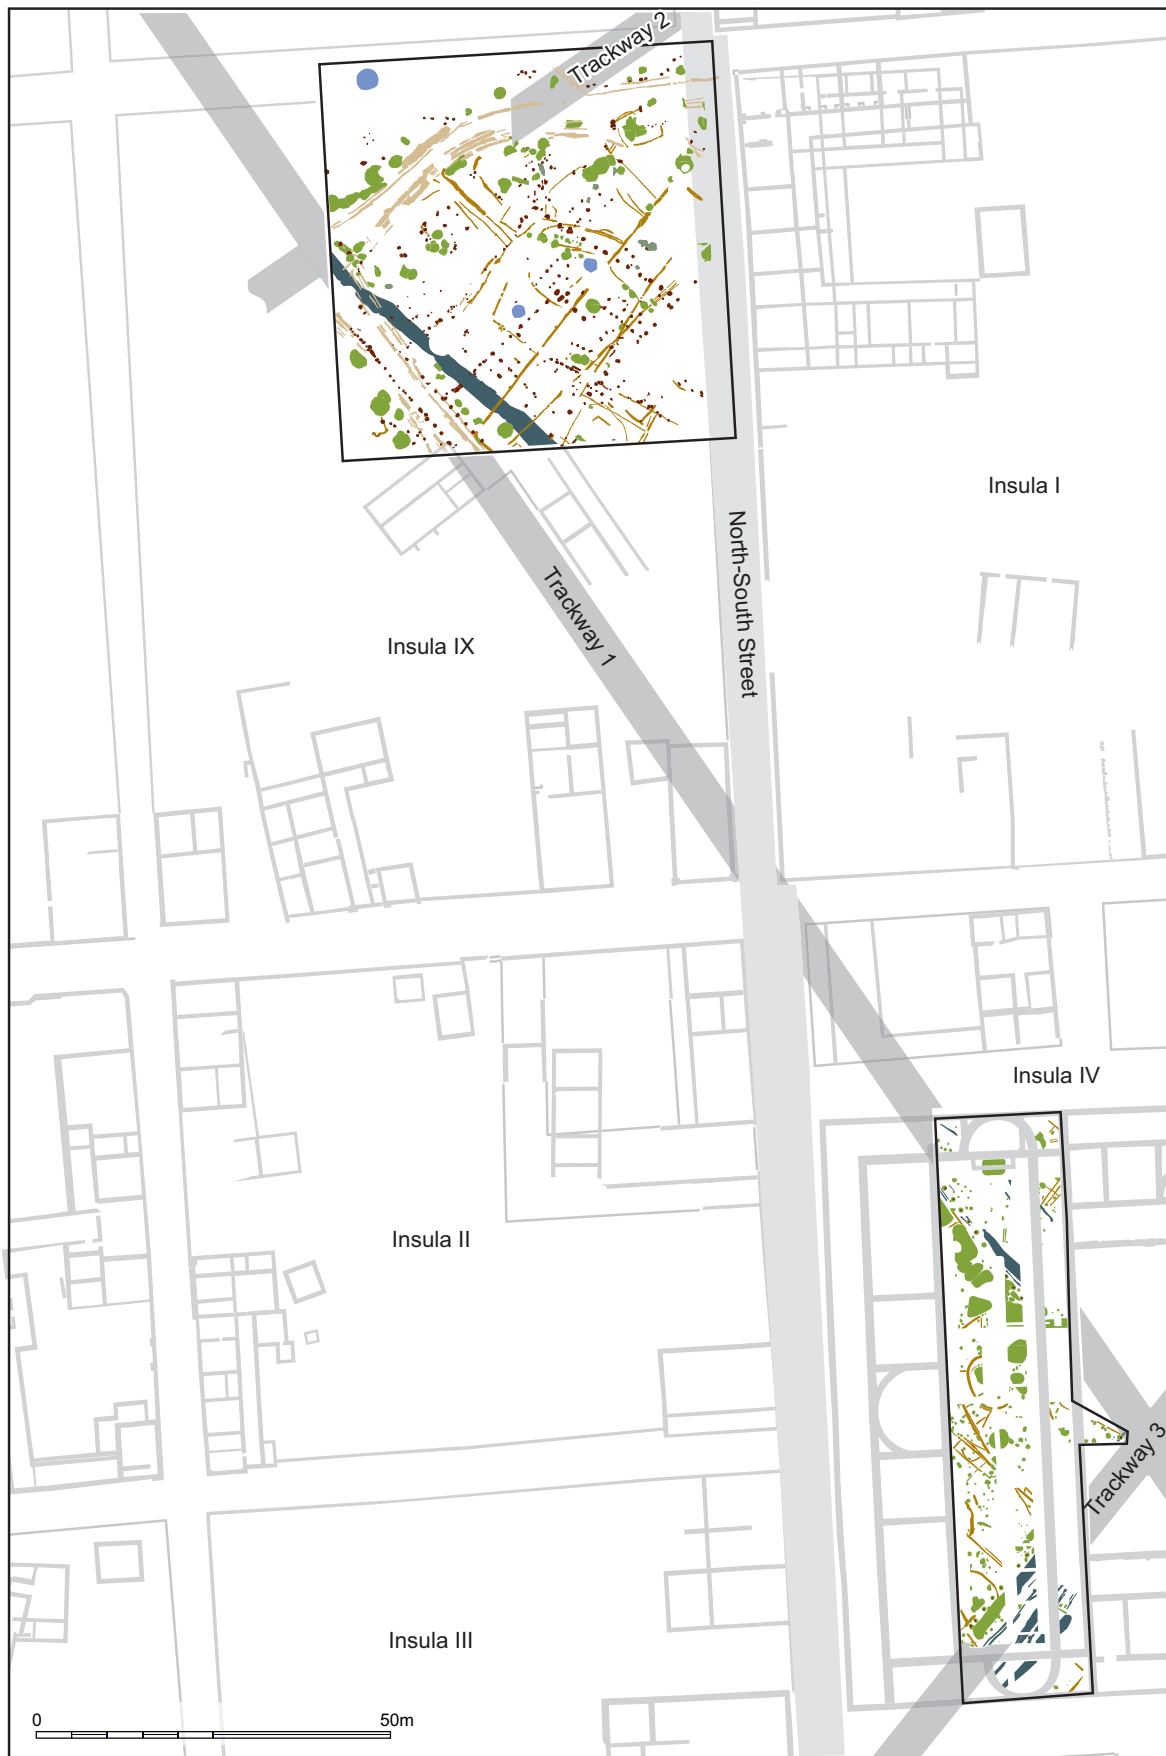 Trackway 2
Insula I
North-South Street
Trackway 1
Insula IX
Insula IV
Insula II
Trackway 3
Insula III
0 50m